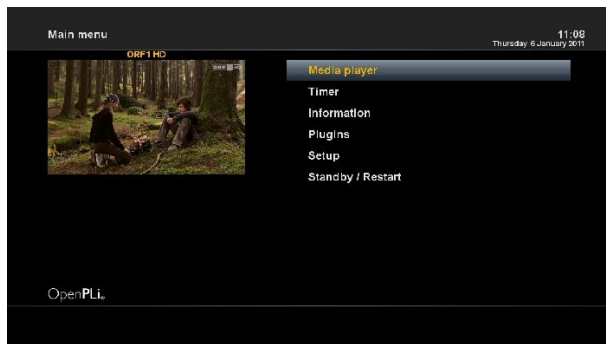 Main menu
11:08
Thursday 6 January 2011
ORF1 HD
Media player
Timer
Information
Plugins
Setup
Standby / Restart
OpenPLi